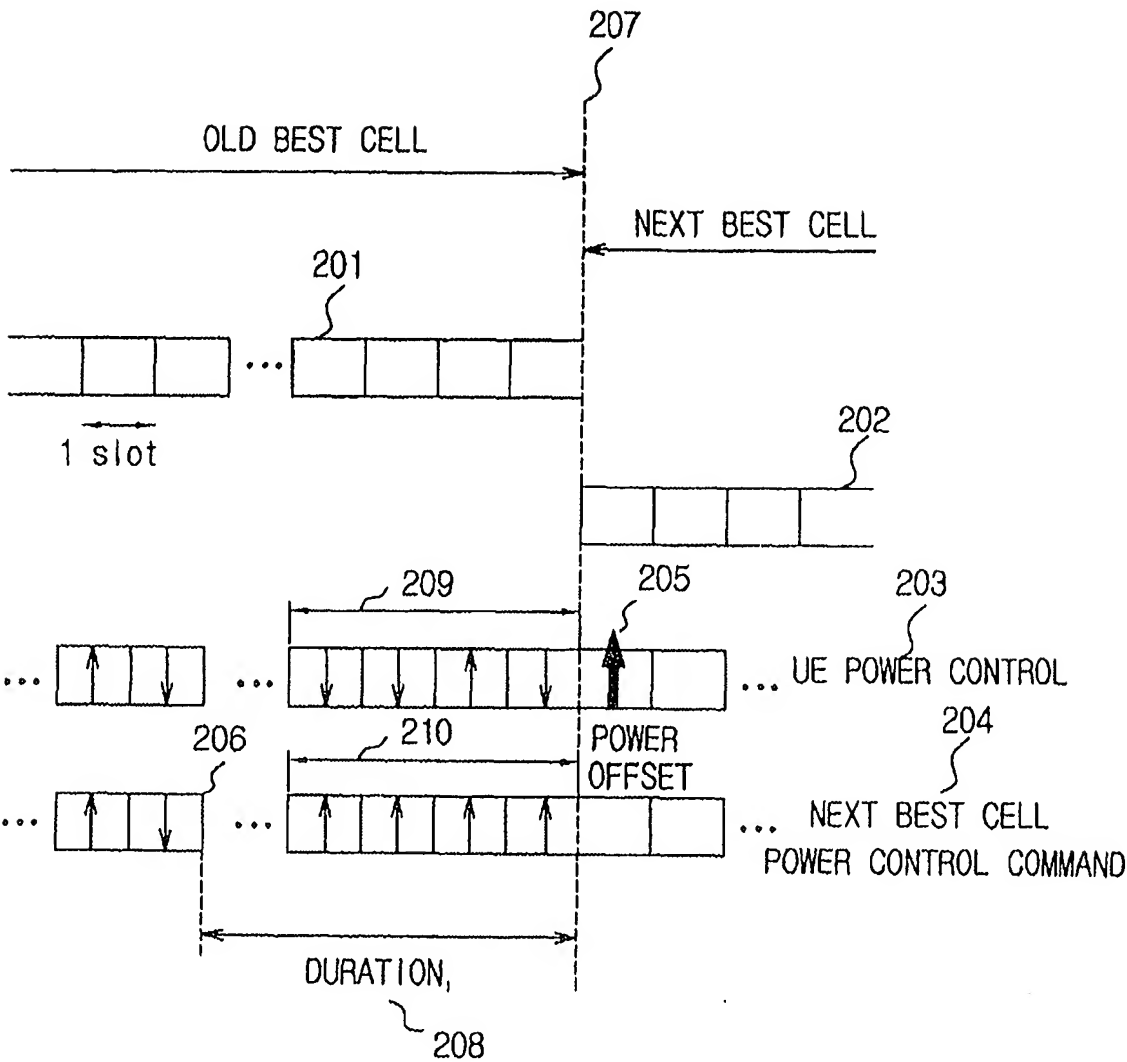 207
OLD BEST CELL
NEXT BEST CELL
201
...
1 slot
202
209
205
203
... ... ... UE POWER CONTROL
206
210
POWER
OFFSET
204
... ... ... NEXT BEST CELL
POWER CONTROL COMMAND
DURATION,
208